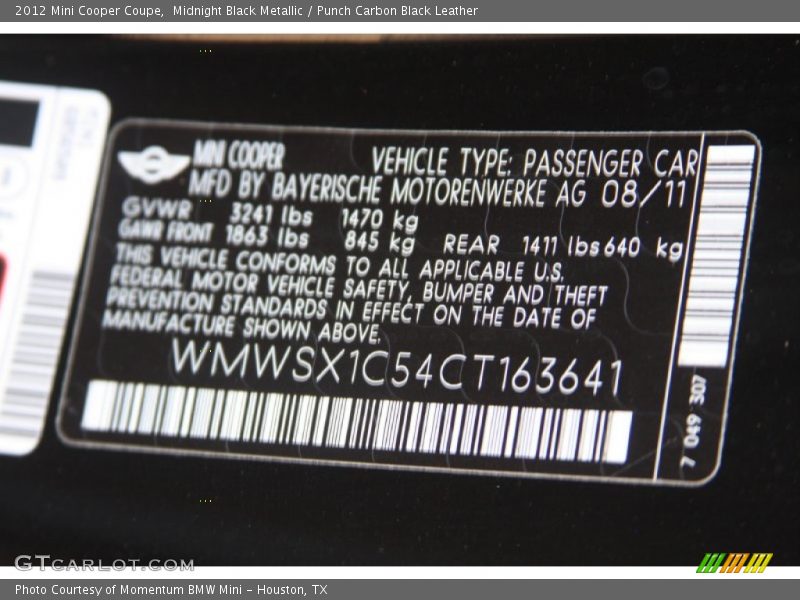 2012 Mini Cooper Coupe,  Midnight Black Metallic / Punch Carbon Black Leather
MINI COOPER VEHICLE TYPE: PASSENGER CAR
MFD BY BAYERISCHE MOTORENWERKE AG 08/11
GVWR 3241 lbs 1470 kg
GAWR FRONT 1863 lbs 845 kg REAR 1411 lbs 640 kg
THIS VEHICLE CONFORMS TO ALL APPLICABLE U.S.
FEDERAL MOTOR VEHICLE SAFETY, BUMPER AND THEFT
PREVENTION STANDARDS IN EFFECT ON THE DATE OF
MANUFACTURE SHOWN ABOVE.
WMWSX1C54CT163641
7 049 307
GTcarlot.com
Photo Courtesy of Momentum BMW Mini - Houston, TX